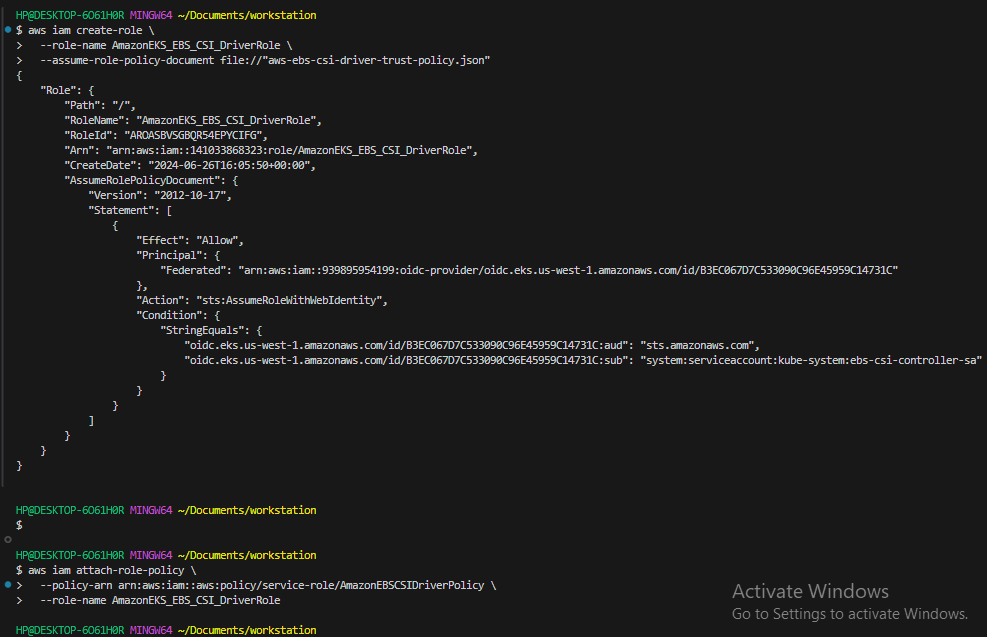 HP@DESKTOP-6O61H0R MINGW64 ~/Documents/workstation
$ aws iam create-role \
>   --role-name AmazonEKS_EBS_CSI_DriverRole \
>   --assume-role-policy-document file://"aws-ebs-csi-driver-trust-policy.json"
{
    "Role": {
        "Path": "/",
        "RoleName": "AmazonEKS_EBS_CSI_DriverRole",
        "RoleId": "AROASBVSGBQR54EPYCIFG",
        "Arn": "arn:aws:iam::141033868323:role/AmazonEKS_EBS_CSI_DriverRole",
        "CreateDate": "2024-06-26T16:05:50+00:00",
        "AssumeRolePolicyDocument": {
            "Version": "2012-10-17",
            "Statement": [
                {
                    "Effect": "Allow",
                    "Principal": {
                        "Federated": "arn:aws:iam::939895954199:oidc-provider/oidc.eks.us-west-1.amazonaws.com/id/B3EC067D7C533090C96E45959C14731C"
                    },
                    "Action": "sts:AssumeRoleWithWebIdentity",
                    "Condition": {
                        "StringEquals": {
                            "oidc.eks.us-west-1.amazonaws.com/id/B3EC067D7C533090C96E45959C14731C:aud": "sts.amazonaws.com",
                            "oidc.eks.us-west-1.amazonaws.com/id/B3EC067D7C533090C96E45959C14731C:sub": "system:serviceaccount:kube-system:ebs-csi-controller-sa"
                        }
                    }
                }
            ]
        }
    }
}
HP@DESKTOP-6O61H0R MINGW64 ~/Documents/workstation
$
HP@DESKTOP-6O61H0R MINGW64 ~/Documents/workstation
$ aws iam attach-role-policy \
>   --policy-arn arn:aws:iam::aws:policy/service-role/AmazonEBSCSIDriverPolicy \
>   --role-name AmazonEKS_EBS_CSI_DriverRole
HP@DESKTOP-6O61H0R MINGW64 ~/Documents/workstation
Activate Windows
Go to Settings to activate Windows.